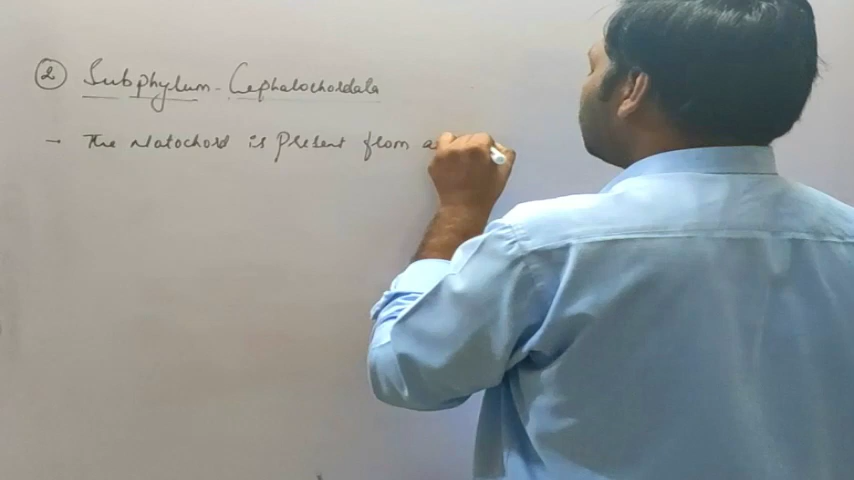 ② Subphylum - Cephalochordata
→ The Notochord is present from a